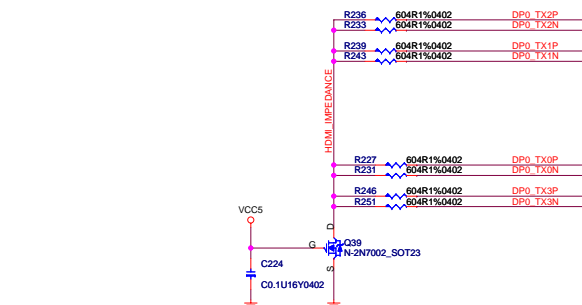 R236 604R1%0402 DP0_TX2P
R233 604R1%0402 DP0_TX2N
R239 604R1%0402 DP0_TX1P
R243 604R1%0402 DP0_TX1N
HDMI_IMPEDANCE
R227 604R1%0402 DP0_TX0P
R231 604R1%0402 DP0_TX0N
R246 604R1%0402 DP0_TX3P
R251 604R1%0402 DP0_TX3N
VCC5
D
G
Q39
N-2N7002_SOT23
S
C224
C0.1U16Y0402